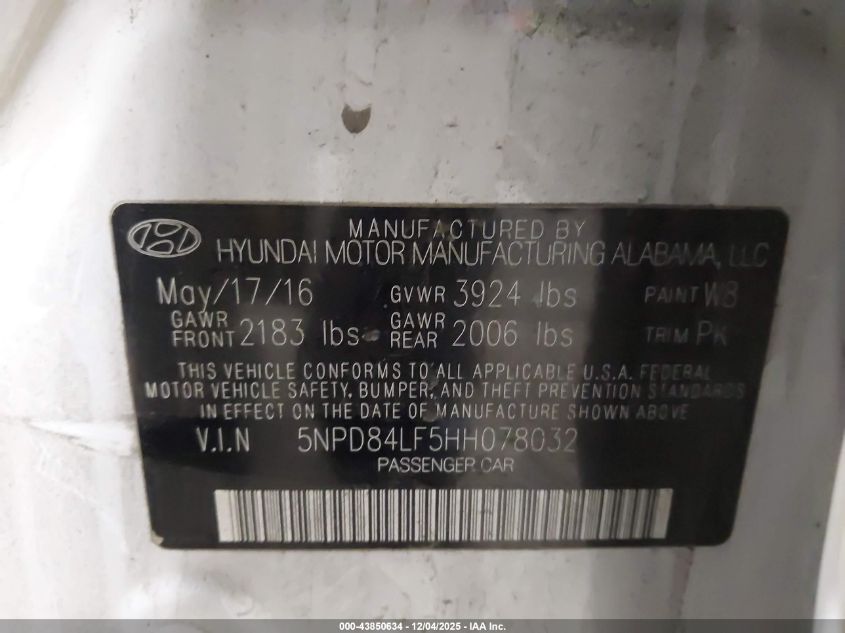 MANUFACTURED BY
HYUNDAI MOTOR MANUFACTURING ALABAMA, LLC
May/17/16 GVWR 3924 lbs PAINT W8
GAWR FRONT 2183 lbs GAWR REAR 2006 lbs TRIM PK
THIS VEHICLE CONFORMS TO ALL APPLICABLE U.S.A. FEDERAL
MOTOR VEHICLE SAFETY, BUMPER, AND THEFT PREVENTION STANDARDS
IN EFFECT ON THE DATE OF MANUFACTURE SHOWN ABOVE
V.I.N 5NPD84LF5HH078032
PASSENGER CAR
000-43850634 - 12/04/2025 - IAA Inc.